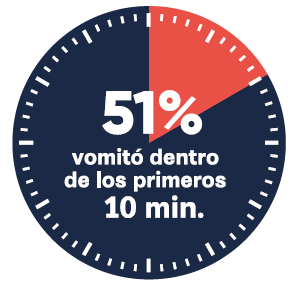 51%
vomitó dentro
de los primeros
10 min.